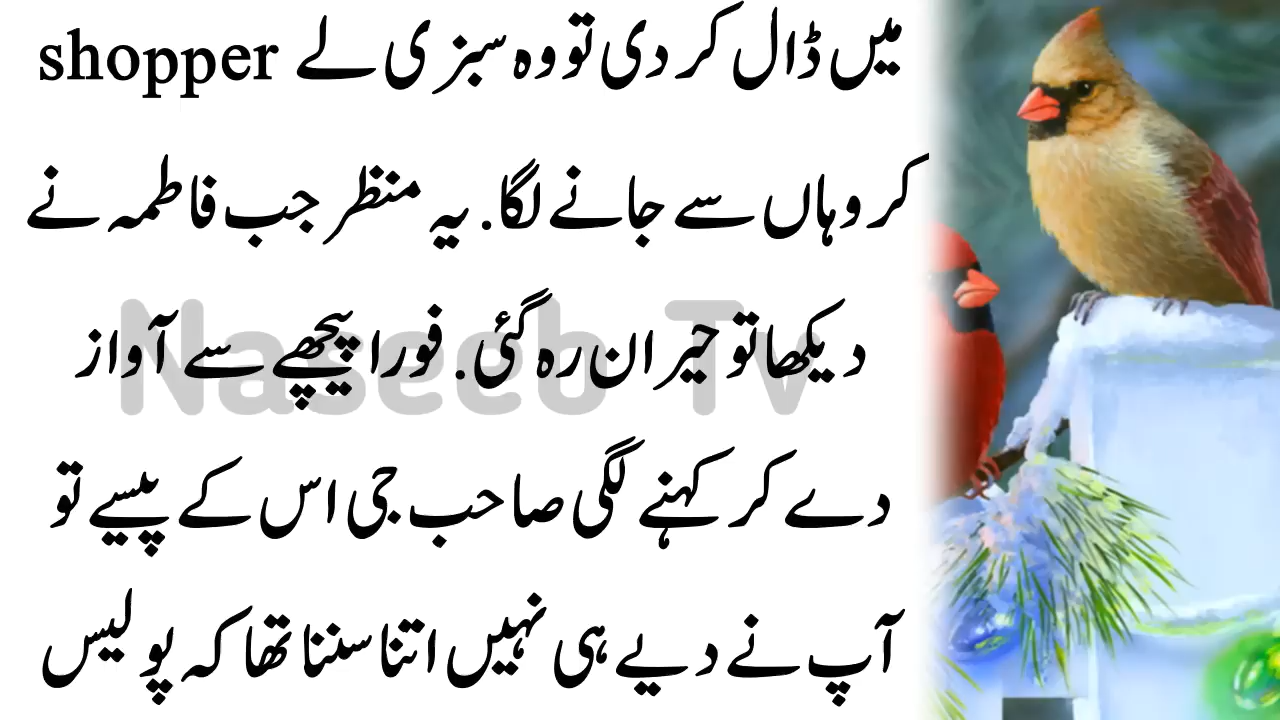 shopper میں ڈال کر دی تو وہ سبزی لے
کر وہاں سے جانے لگا. یہ منظر جب فاطمہ نے
دیکھا تو حیران رہ گئی. فورا پیچھے سے آواز
دے کر کہنے لگی صاحب جی اس کے پیسے تو
آپ نے دیے ہی نہیں اتنا سننا تھا کہ پولیس
Naseeb Tv